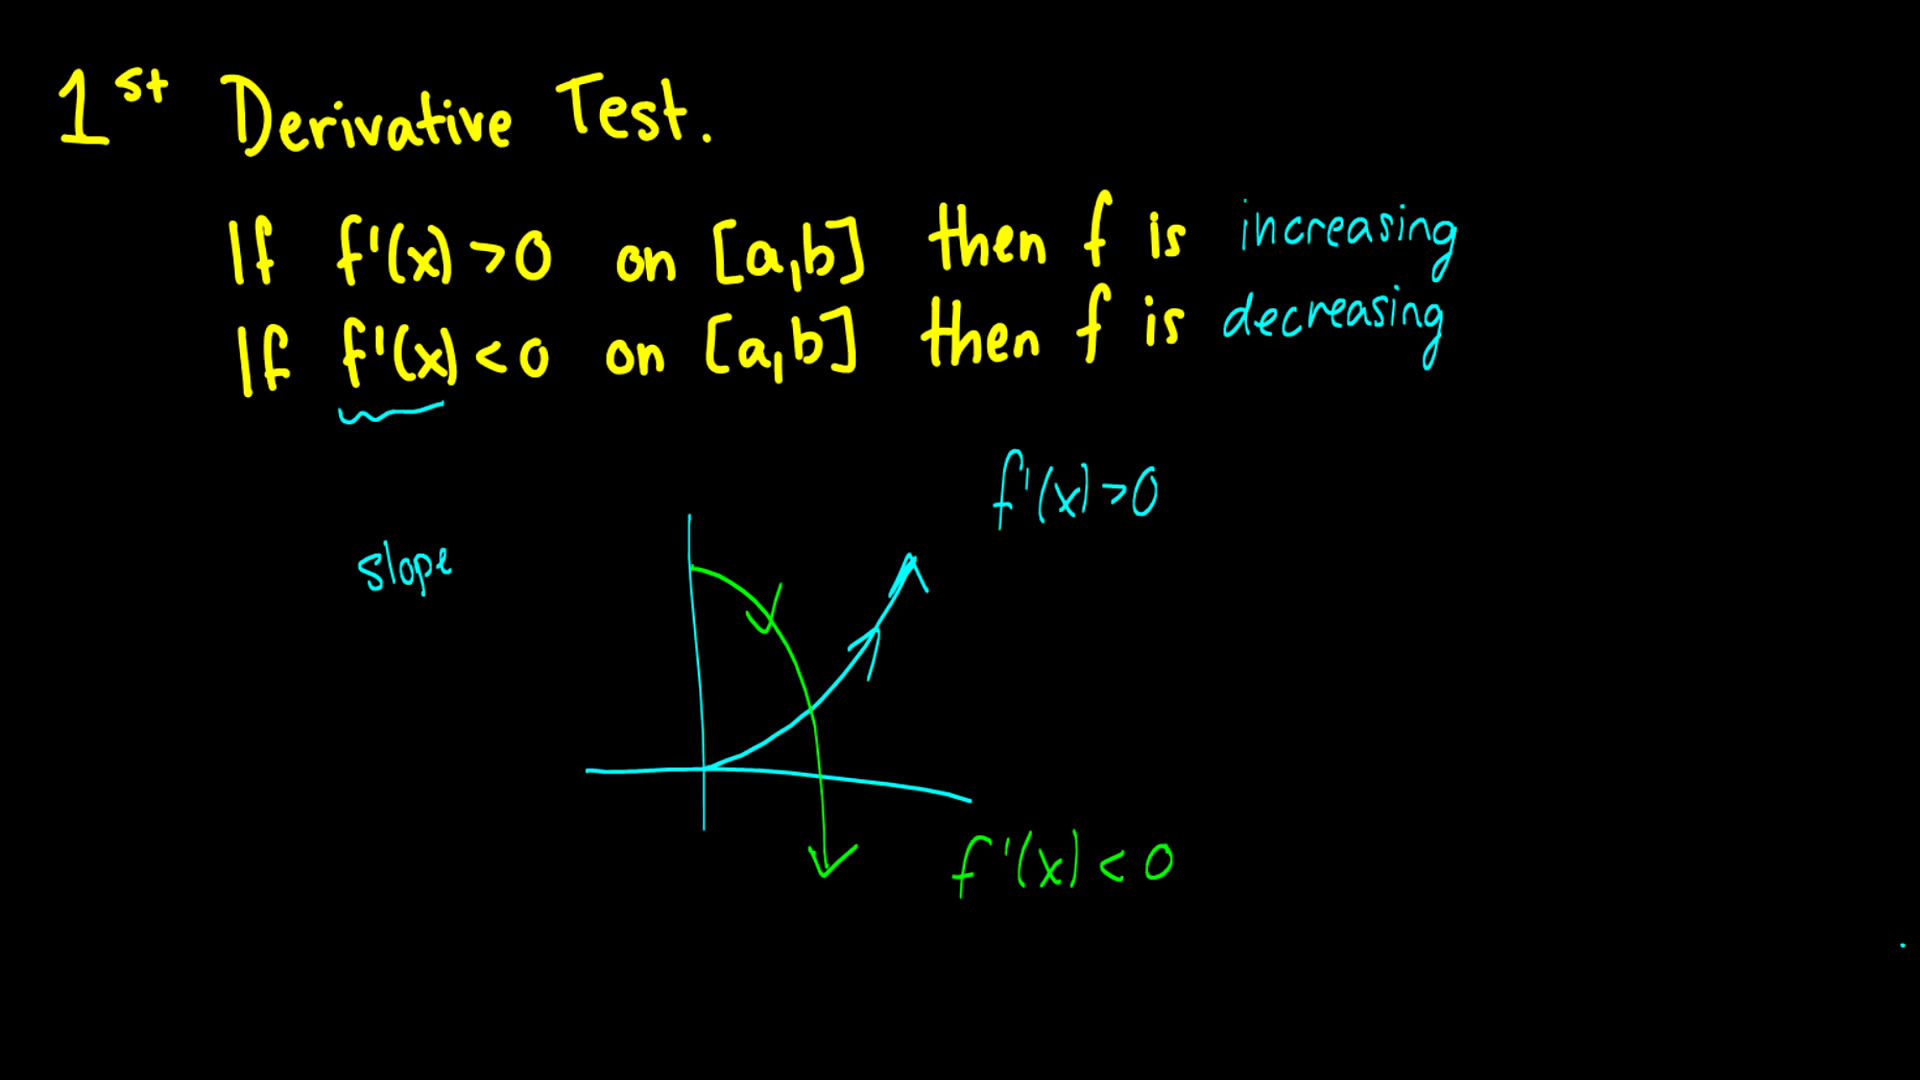 1st Derivative Test.
If f'(x) >0 on [a,b] then f is increasing
If f'(x) <0 on [a,b] then f is decreasing
f'(x) >0
slope
f'(x) < 0